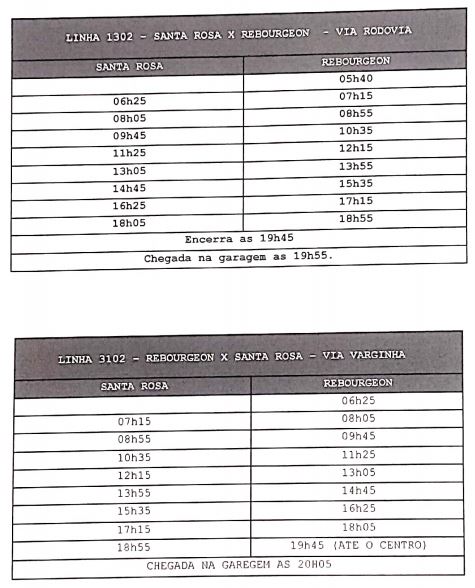 LINHA 1302 - SANTA ROSA X REBOURGEON - VIA RODOVIA
SANTA ROSA REBOURGEON
05h40
06h25 07h15
08h05 08h55
09h45 10h35
11h25 12h15
13h05 13h55
14h45 15h35
16h25 17h15
18h05 18h55
Encerra as 19h45
Chegada na garagem as 19h55.
LINHA 3102 - REBOURGEON X SANTA ROSA - VIA VARGINHA
SANTA ROSA REBOURGEON
06h25
07h15 08h05
08h55 09h45
10h35 11h25
12h15 13h05
13h55 14h45
15h35 16h25
17h15 18h05
18h55 19h45 (ATE O CENTRO)
CHEGADA NA GAREGEM AS 20H05